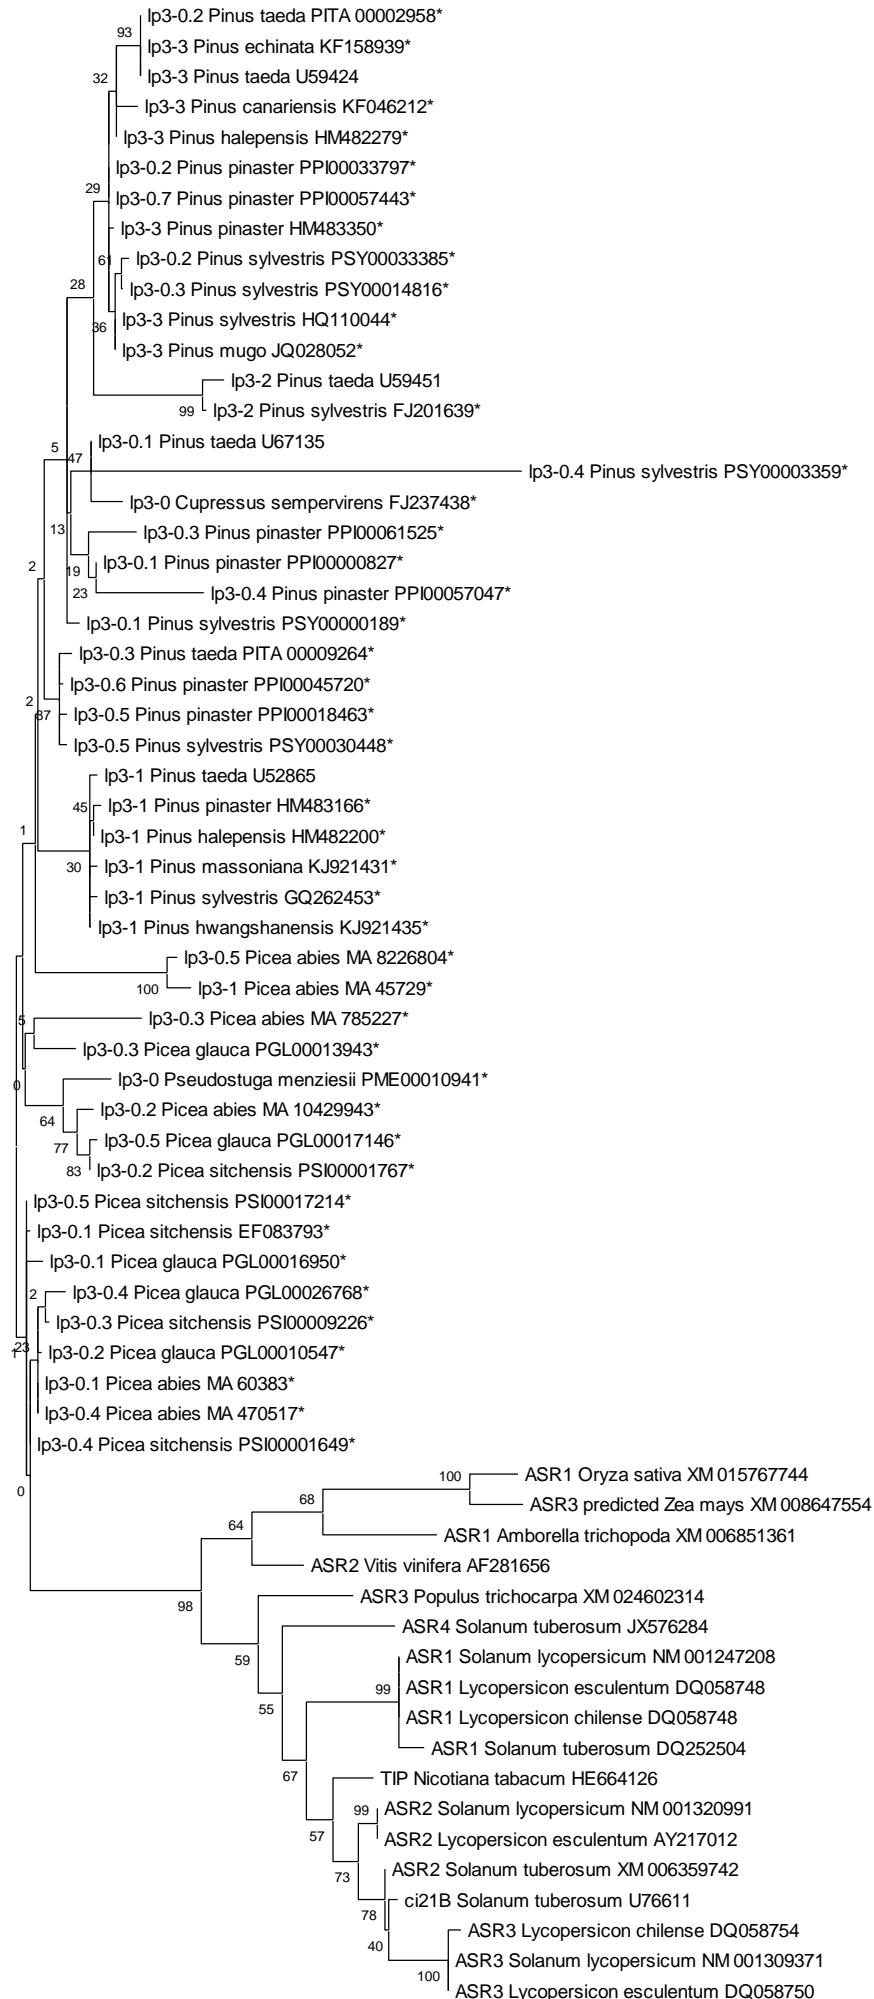 lp3-0.2 Pinus taeda PITA 00002958*
93
lp3-3 Pinus echinata KF158939*
lp3-3 Pinus taeda U59424
32
lp3-3 Pinus canariensis KF046212*
lp3-3 Pinus halepensis HM482279*
lp3-0.2 Pinus pinaster PPI00033797*
29
lp3-0.7 Pinus pinaster PPI00057443*
lp3-3 Pinus pinaster HM483350*
61
lp3-0.2 Pinus sylvestris PSY00033385*
28
lp3-0.3 Pinus sylvestris PSY00014816*
lp3-3 Pinus sylvestris HQ110044*
36
lp3-3 Pinus mugo JQ028052*
lp3-2 Pinus taeda U59451
99
lp3-2 Pinus sylvestris FJ201639*
lp3-0.1 Pinus taeda U67135
5
47
lp3-0.4 Pinus sylvestris PSY00003359*
lp3-0 Cupressus sempervirens FJ237438*
13
lp3-0.3 Pinus pinaster PPI00061525*
2
19
lp3-0.1 Pinus pinaster PPI00000827*
23
lp3-0.4 Pinus pinaster PPI00057047*
lp3-0.1 Pinus sylvestris PSY00000189*
lp3-0.3 Pinus taeda PITA 00009264*
lp3-0.6 Pinus pinaster PPI00045720*
2
87
lp3-0.5 Pinus pinaster PPI00018463*
lp3-0.5 Pinus sylvestris PSY00030448*
lp3-1 Pinus taeda U52865
45
lp3-1 Pinus pinaster HM483166*
1
lp3-1 Pinus halepensis HM482200*
30
lp3-1 Pinus massoniana KJ921431*
lp3-1 Pinus sylvestris GQ262453*
lp3-1 Pinus hwangshanensis KJ921435*
lp3-0.5 Picea abies MA 8226804*
100
lp3-1 Picea abies MA 45729*
5
lp3-0.3 Picea abies MA 785227*
lp3-0.3 Picea glauca PGL00013943*
0
lp3-0 Pseudostuga menziesii PME00010941*
64
lp3-0.2 Picea abies MA 10429943*
77
lp3-0.5 Picea glauca PGL00017146*
83
lp3-0.2 Picea sitchensis PSI00001767*
lp3-0.5 Picea sitchensis PSI00017214*
lp3-0.1 Picea sitchensis EF083793*
lp3-0.1 Picea glauca PGL00016950*
2
lp3-0.4 Picea glauca PGL00026768*
lp3-0.3 Picea sitchensis PSI00009226*
1
23
lp3-0.2 Picea glauca PGL00010547*
lp3-0.1 Picea abies MA 60383*
lp3-0.4 Picea abies MA 470517*
lp3-0.4 Picea sitchensis PSI00001649*
0
100
ASR1 Oryza sativa XM 015767744
68
ASR3 predicted Zea mays XM 008647554
64
ASR1 Amborella trichopoda XM 006851361
ASR2 Vitis vinifera AF281656
98
ASR3 Populus trichocarpa XM 024602314
ASR4 Solanum tuberosum JX576284
59
ASR1 Solanum lycopersicum NM 001247208
99
ASR1 Lycopersicon esculentum DQ058748
55
ASR1 Lycopersicon chilense DQ058748
ASR1 Solanum tuberosum DQ252504
67
TIP Nicotiana tabacum HE664126
99
ASR2 Solanum lycopersicum NM 001320991
57
ASR2 Lycopersicon esculentum AY217012
73
ASR2 Solanum tuberosum XM 006359742
78
ci21B Solanum tuberosum U76611
40
ASR3 Lycopersicon chilense DQ058754
100
ASR3 Solanum lycopersicum NM 001309371
ASR3 Lycopersicon esculentum DQ058750